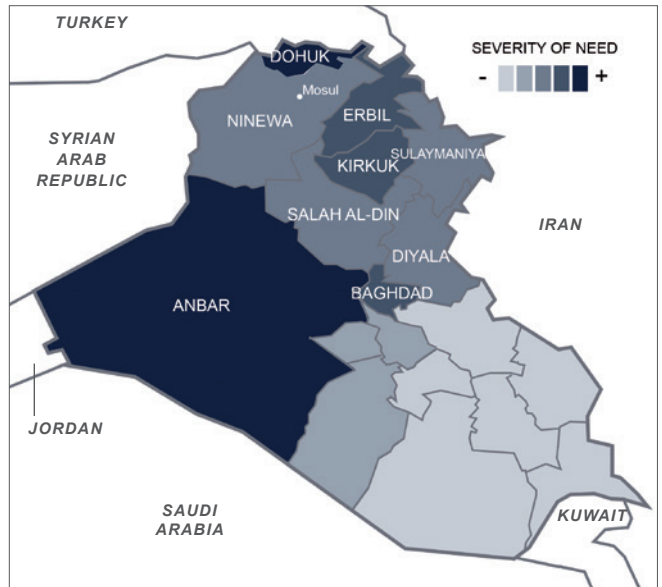 TURKEY
SEVERITY OF NEED
- +
DOHUK
Mosul
NINEWA
ERBIL
SYRIAN
ARAB
REPUBLIC
KIRKUK
SULAYMANIYA
SALAH AL-DIN
IRAN
DIYALA
BAGHDAD
ANBAR
JORDAN
SAUDI
ARABIA
KUWAIT